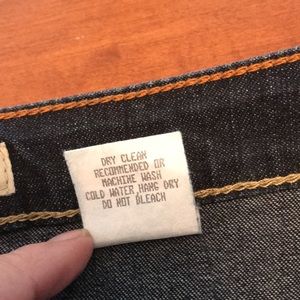 DRY CLEAN
RECOMMENDED OR
MACHINE WASH
COLD WATER,HANG DRY
DO NOT BLEACH